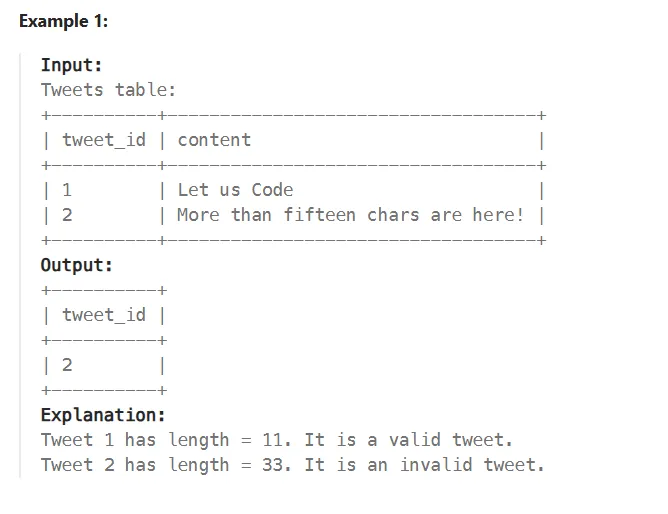 Example 1:
Input:
Tweets table:
+----------+-----------------------------------+
| tweet_id | content                           |
+----------+-----------------------------------+
| 1        | Let us Code                       |
| 2        | More than fifteen chars are here! |
+----------+-----------------------------------+
Output:
+----------+
| tweet_id |
+----------+
| 2        |
+----------+
Explanation:
Tweet 1 has length = 11. It is a valid tweet.
Tweet 2 has length = 33. It is an invalid tweet.